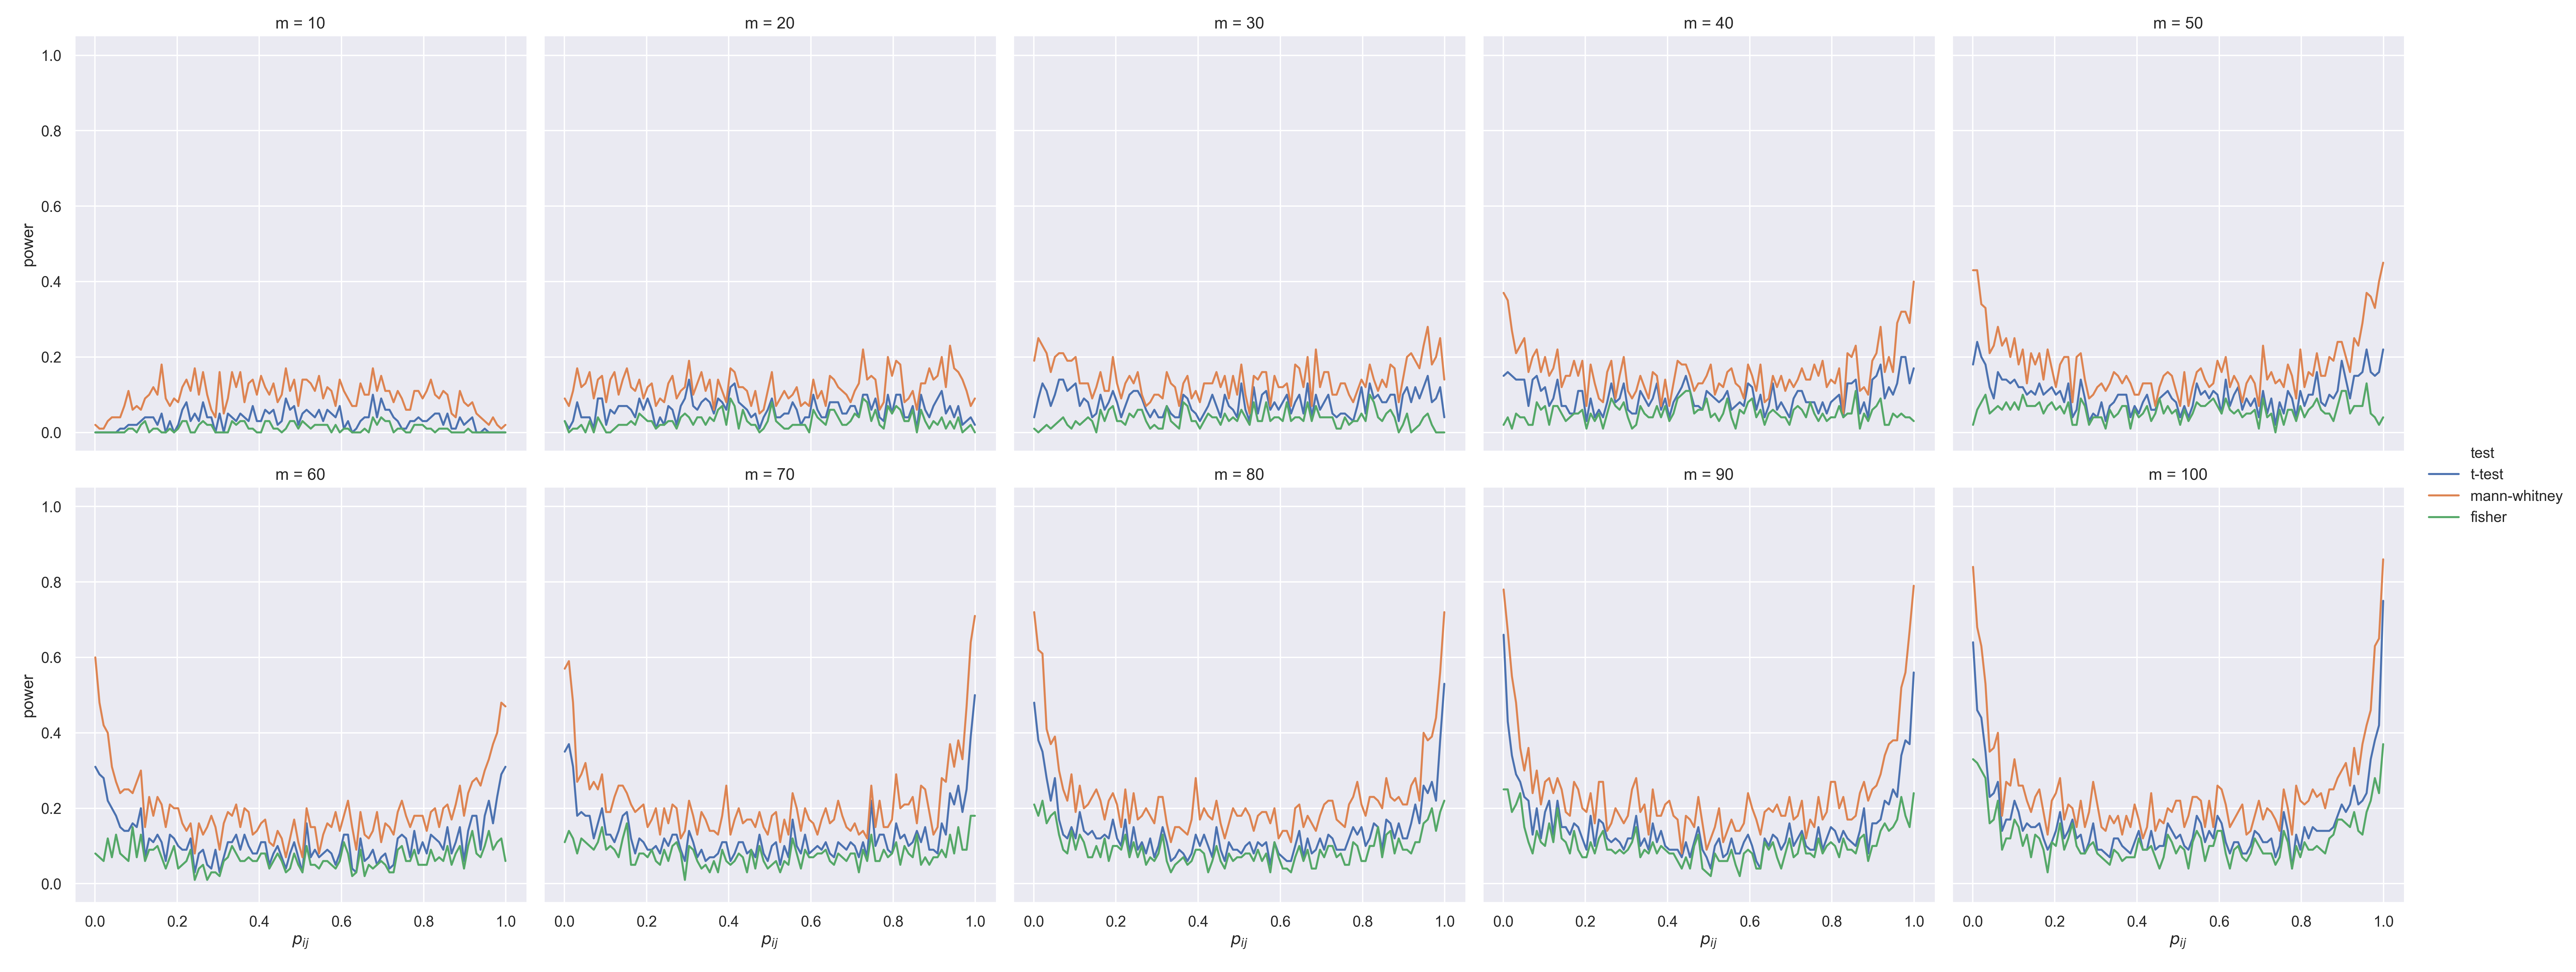 m = 10
m = 20
m = 30
m = 40
m = 50
1.0
0.8
0.6
0.4
0.2
0.0
power
m = 60
m = 70
m = 80
m = 90
m = 100
1.0
0.8
0.6
0.4
0.2
0.0
power
0.0 0.2 0.4 0.6 0.8 1.0
0.0 0.2 0.4 0.6 0.8 1.0
0.0 0.2 0.4 0.6 0.8 1.0
0.0 0.2 0.4 0.6 0.8 1.0
0.0 0.2 0.4 0.6 0.8 1.0
p_ij
p_ij
p_ij
p_ij
p_ij
test
t-test
mann-whitney
fisher